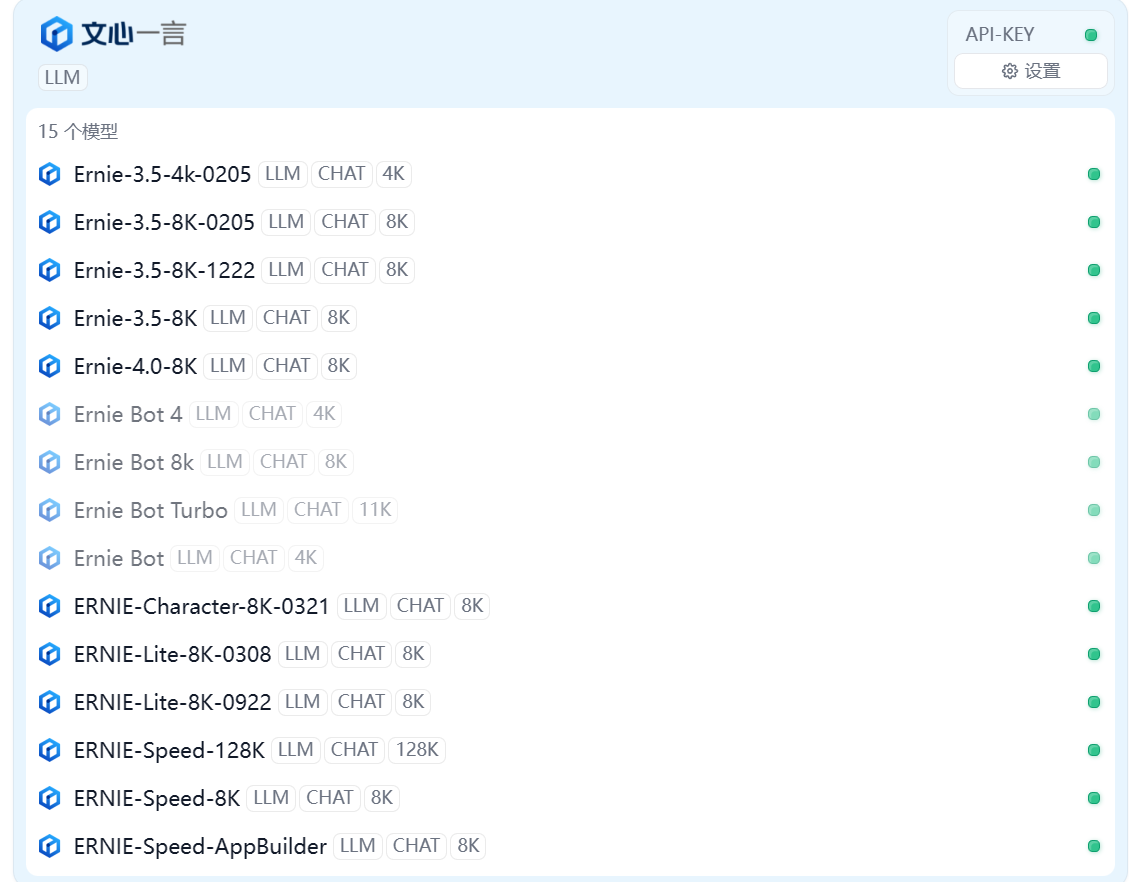 文心一言
API-KEY
LLM
设置
15 个模型
Ernie-3.5-4k-0205 LLM CHAT 4K
Ernie-3.5-8K-0205 LLM CHAT 8K
Ernie-3.5-8K-1222 LLM CHAT 8K
Ernie-3.5-8K LLM CHAT 8K
Ernie-4.0-8K LLM CHAT 8K
Ernie Bot 4 LLM CHAT 4K
Ernie Bot 8k LLM CHAT 8K
Ernie Bot Turbo LLM CHAT 11K
Ernie Bot LLM CHAT 4K
ERNIE-Character-8K-0321 LLM CHAT 8K
ERNIE-Lite-8K-0308 LLM CHAT 8K
ERNIE-Lite-8K-0922 LLM CHAT 8K
ERNIE-Speed-128K LLM CHAT 128K
ERNIE-Speed-8K LLM CHAT 8K
ERNIE-Speed-AppBuilder LLM CHAT 8K